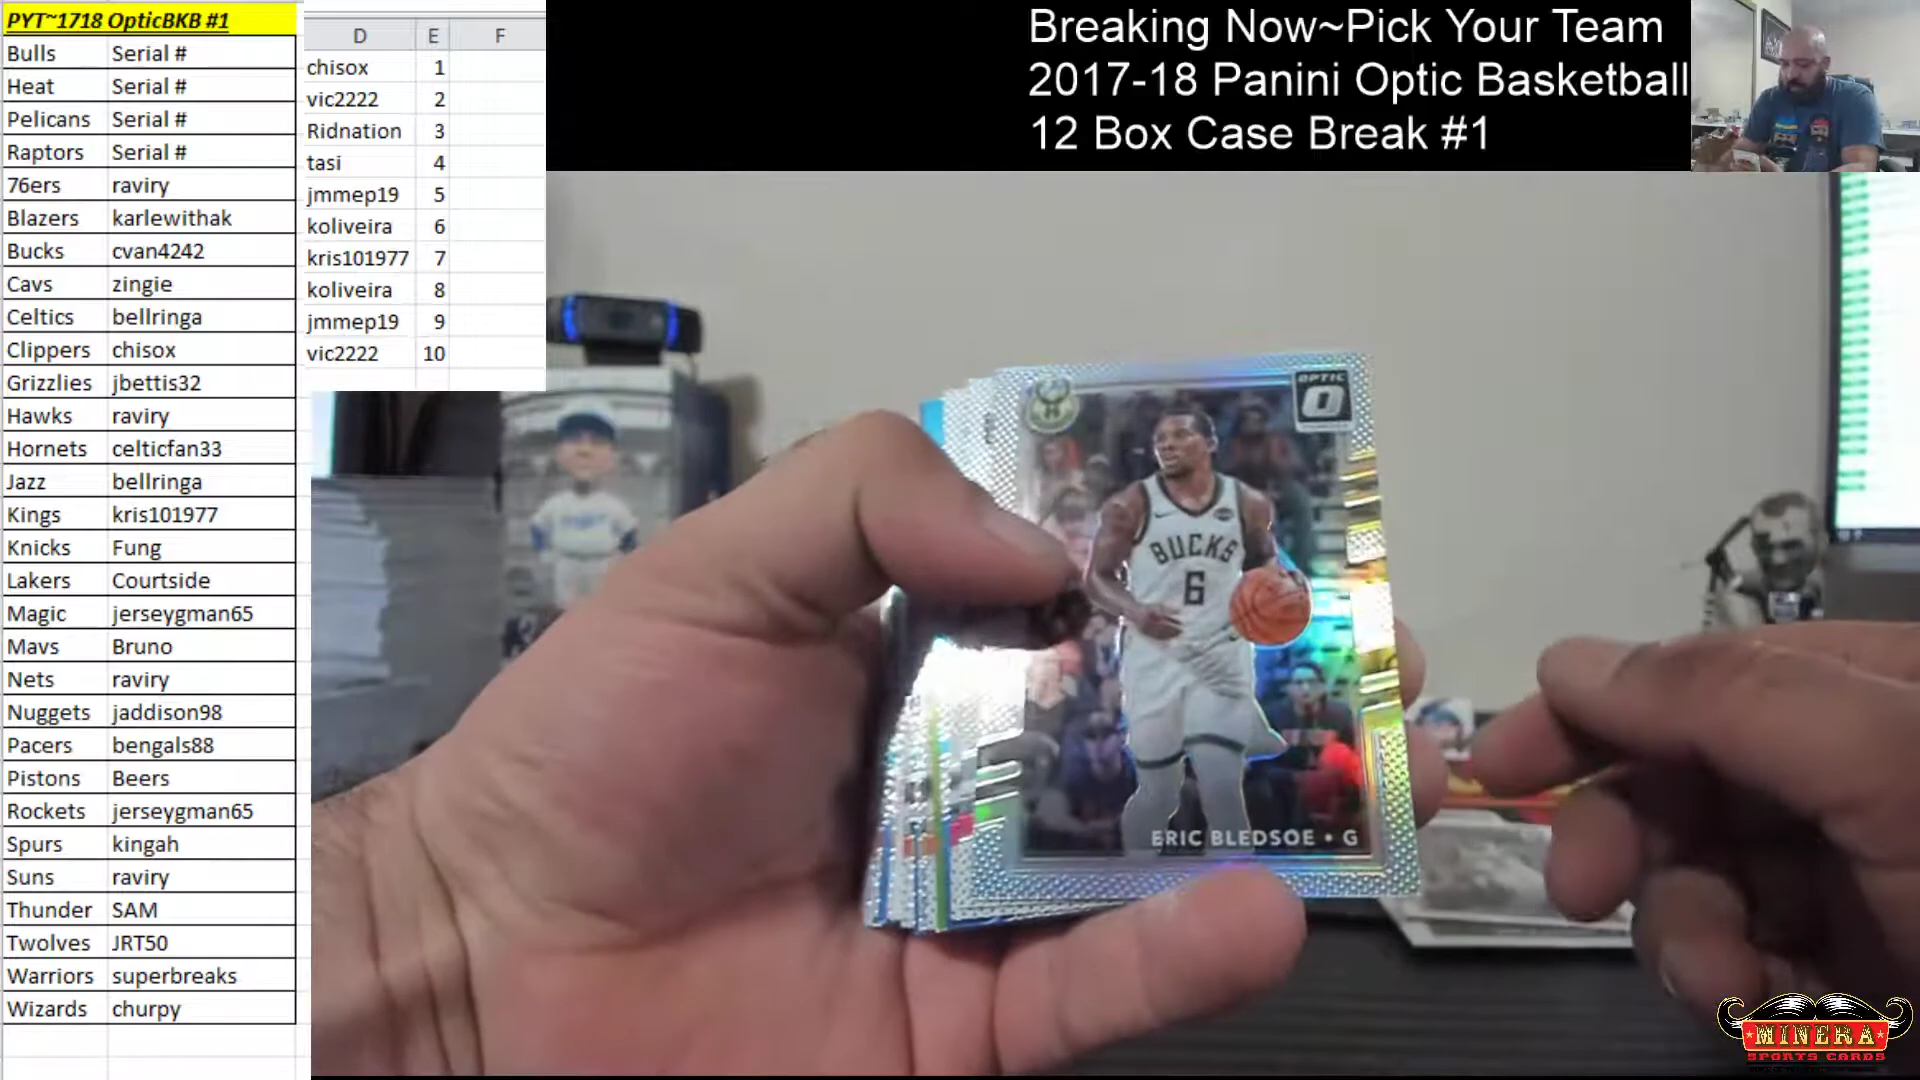 PYT~1718 OpticBKB #1
Bulls Serial #
Heat Serial #
Pelicans Serial #
Raptors Serial #
76ers raviry
Blazers karlewithak
Bucks cvan4242
Cavs zingie
Celtics bellringa
Clippers chisox
Grizzlies jbettis32
Hawks raviry
Hornets celticfan33
Jazz bellringa
Kings kris101977
Knicks Fung
Lakers Courtside
Magic jerseygman65
Mavs Bruno
Nets raviry
Nuggets jaddison98
Pacers bengals88
Pistons Beers
Rockets jerseygman65
Spurs kingah
Suns raviry
Thunder SAM
Twolves JRT50
Warriors superbreaks
Wizards churpy
D E F
chisox 1
vic2222 2
Ridnation 3
tasi 4
jmmep19 5
koliveira 6
kris101977 7
koliveira 8
jmmep19 9
vic2222 10
Breaking Now~Pick Your Team
2017-18 Panini Optic Basketball
12 Box Case Break #1
OPTIC
O
BUCKS
6
ERIC BLEDSOE • G
MINERA
SPORTS CARDS